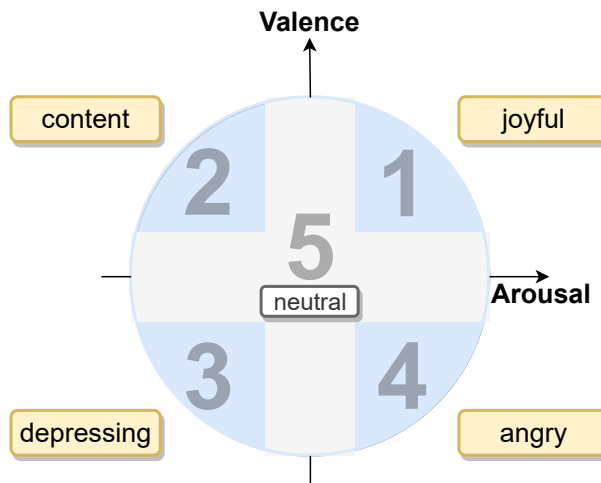 Valence
content
joyful
2
1
5
neutral
Arousal
3
4
depressing
angry